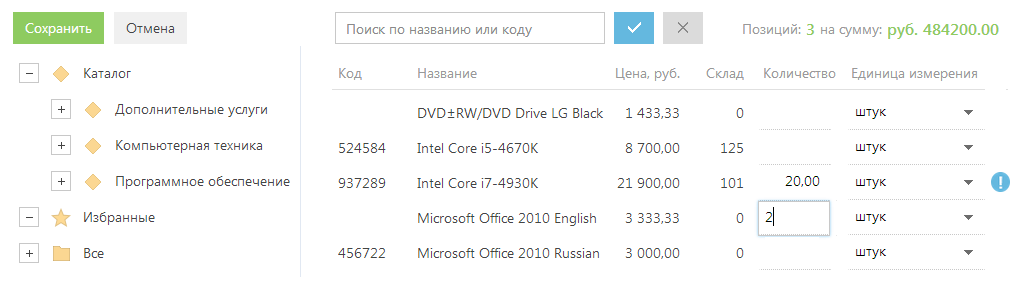 Сохранить Отмена Поиск по названию или коду Позиций: 3 на сумму: руб. 484200.00
Каталог
Дополнительные услуги
Компьютерная техника
Программное обеспечение
Избранные
Все
Код Название Цена, руб. Склад Количество Единица измерения
DVD±RW/DVD Drive LG Black 1 433,33 0 штук
524584 Intel Core i5-4670K 8 700,00 125 штук
937289 Intel Core i7-4930K 21 900,00 101 20,00 штук
Microsoft Office 2010 English 3 333,33 0 2 штук
456722 Microsoft Office 2010 Russian 3 000,00 0 штук